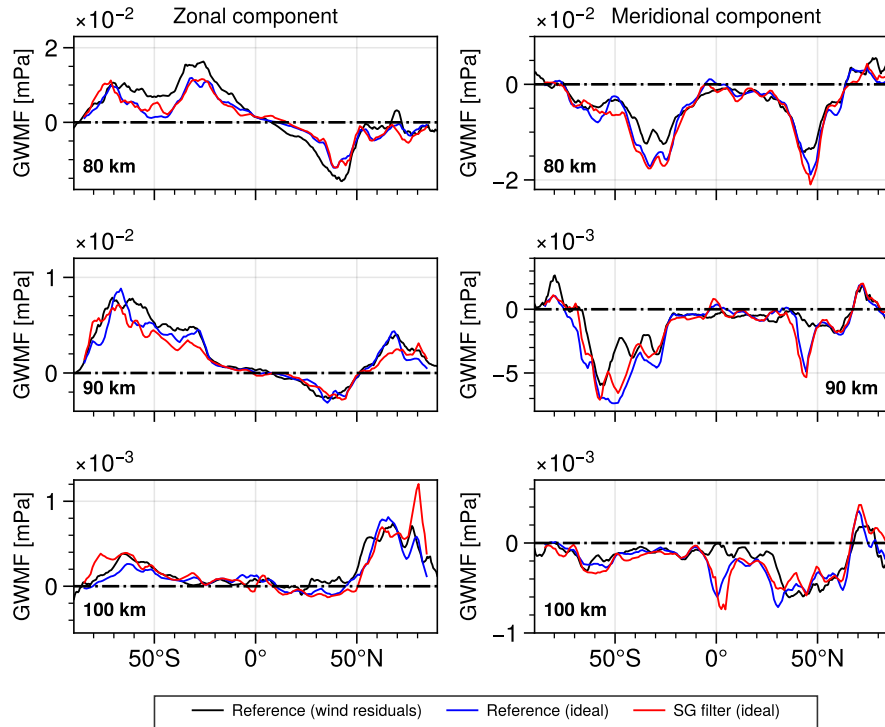 Zonal component
Meridional component
×10⁻²
×10⁻²
GWMF [mPa]
2
0
80 km
GWMF [mPa]
0
−2
80 km
×10⁻²
×10⁻³
GWMF [mPa]
1
0
90 km
GWMF [mPa]
0
−5
90 km
×10⁻³
×10⁻³
GWMF [mPa]
1
0
100 km
GWMF [mPa]
0
−1
100 km
50°S 0° 50°N
50°S 0° 50°N
Reference (wind residuals) Reference (ideal) SG filter (ideal)